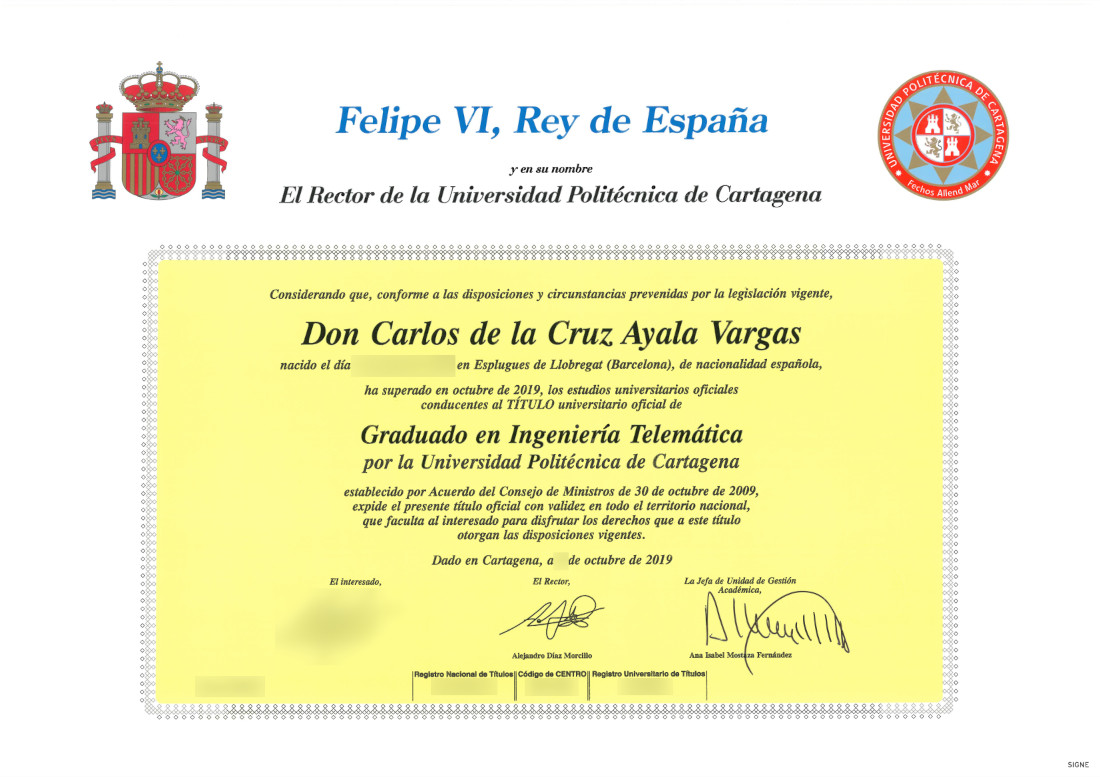 Felipe VI, Rey de España
y en su nombre
El Rector de la Universidad Politécnica de Cartagena
UNIVERSIDAD POLITÉCNICA DE CARTAGENA
Fechos Allend Mar
Considerando que, conforme a las disposiciones y circunstancias prevenidas por la legislación vigente,
Don Carlos de la Cruz Ayala Vargas
nacido el día en Esplugues de Llobregat (Barcelona), de nacionalidad española,
ha superado en octubre de 2019, los estudios universitarios oficiales
conducentes al TÍTULO universitario oficial de
Graduado en Ingeniería Telemática
por la Universidad Politécnica de Cartagena
establecido por Acuerdo del Consejo de Ministros de 30 de octubre de 2009,
expide el presente título oficial con validez en todo el territorio nacional,
que faculta al interesado para disfrutar los derechos que a este título
otorgan las disposiciones vigentes.
Dado en Cartagena, a de octubre de 2019
El interesado,
El Rector,
La Jefa de Unidad de Gestión
Académica,
Alejandro Díaz Morcillo
Ana Isabel Mostaza Fernández
Registro Nacional de Títulos
Código de CENTRO
Registro Universitario de Títulos
SIGNE